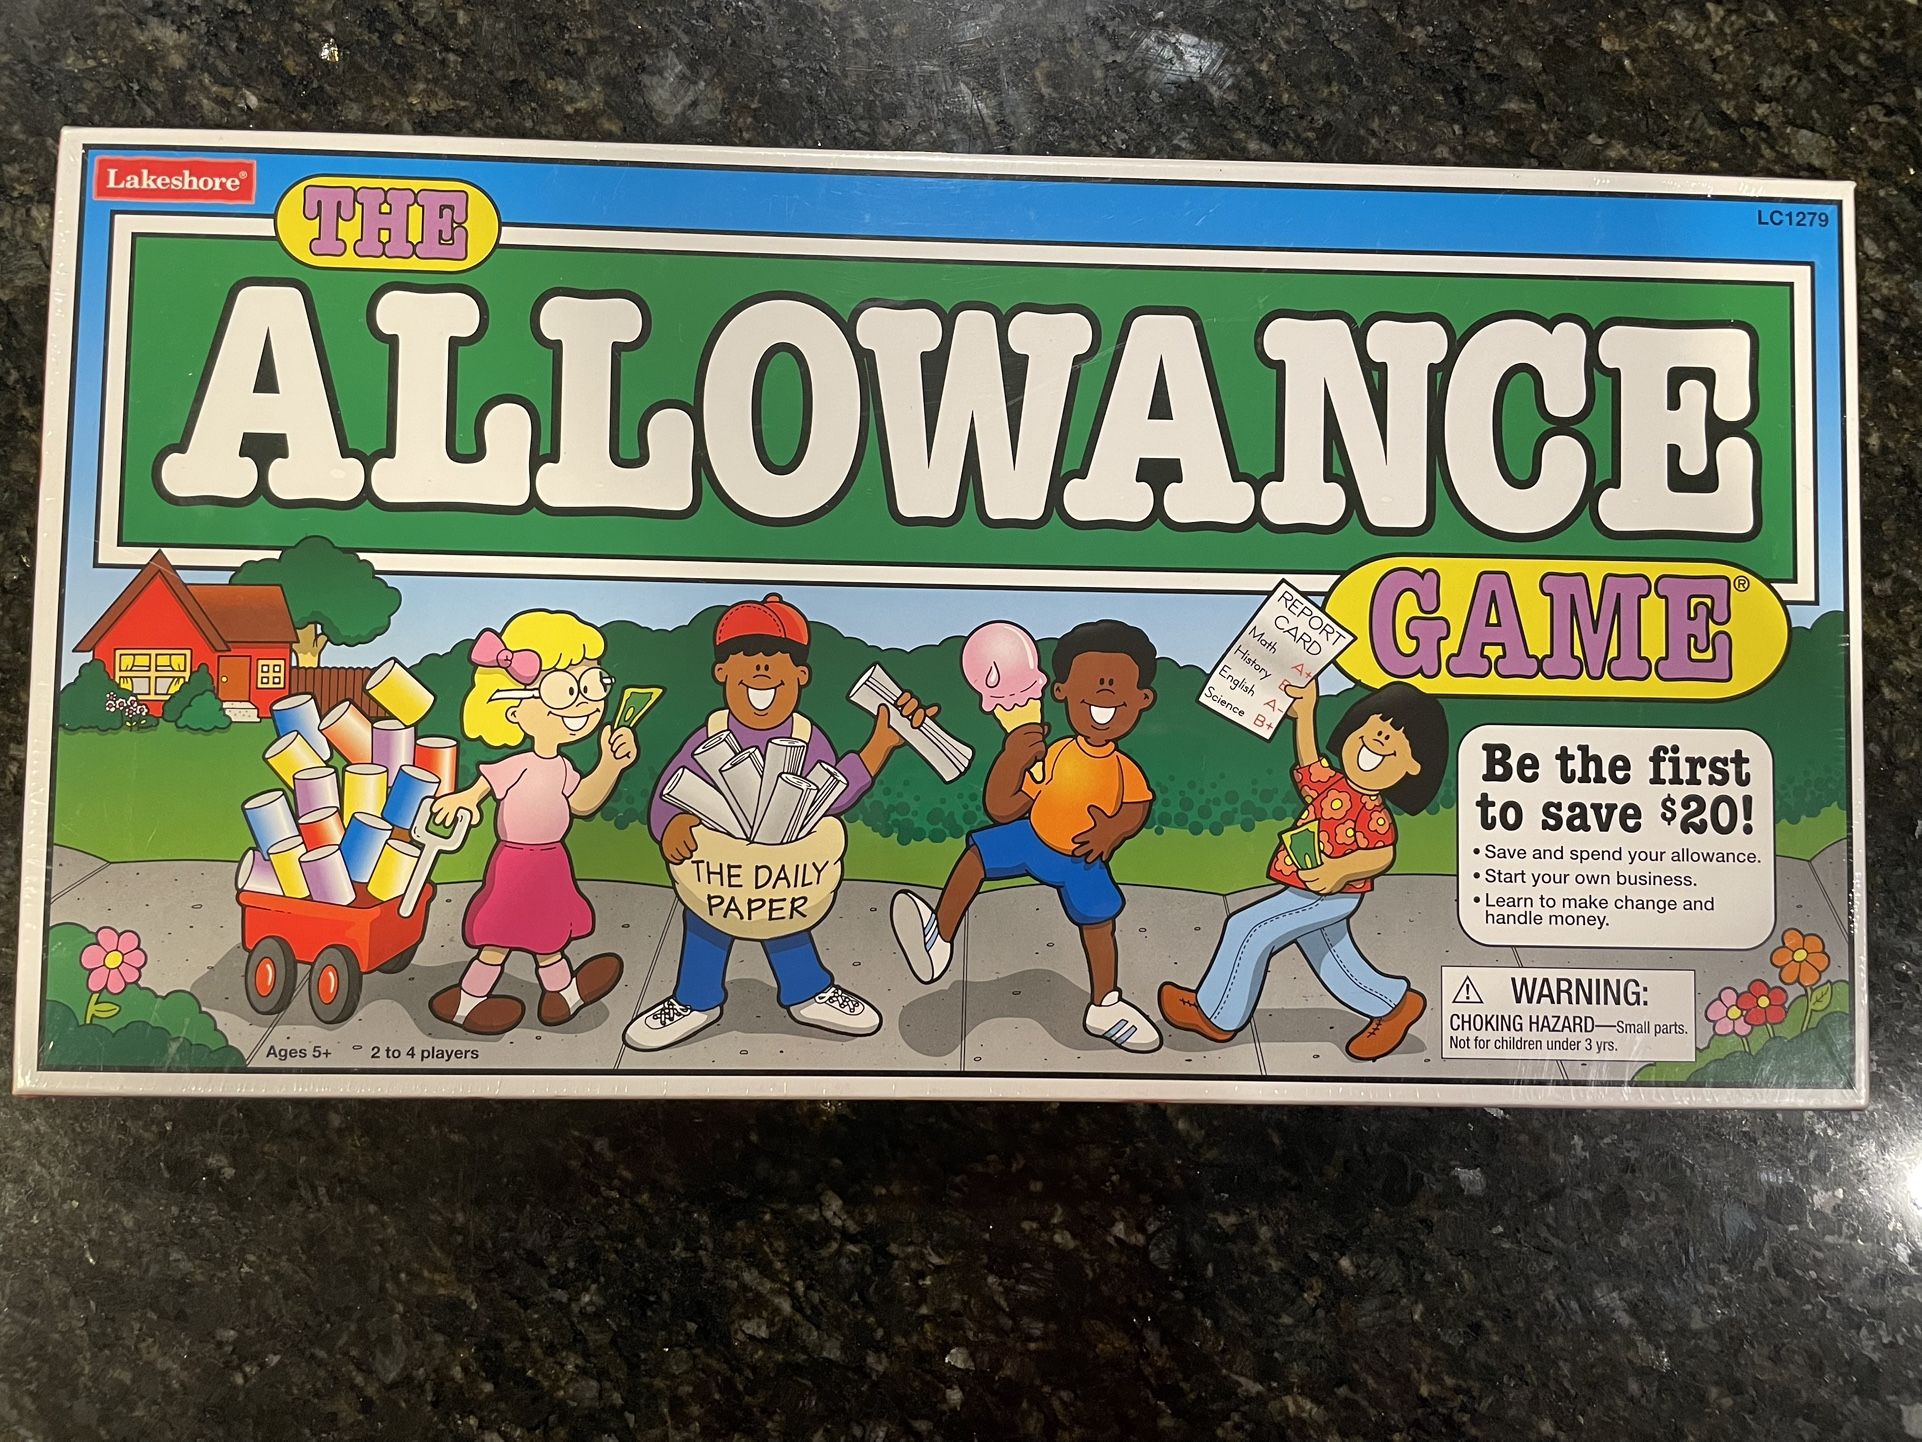 Lakeshore®
LC1279
THE
ALLOWANCE
GAME®
REPORT
CARD
Math A+
History
English A-
Science B+
THE DAILY
PAPER
Be the first
to save $20!
• Save and spend your allowance.
• Start your own business.
• Learn to make change and
handle money.
⚠ WARNING:
CHOKING HAZARD—Small parts.
Not for children under 3 yrs.
Ages 5+ 2 to 4 players